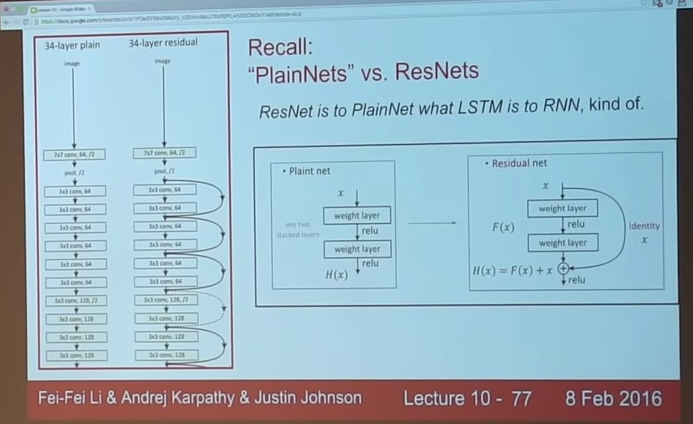 34-layer plain
34-layer residual
image
image
7x7 conv, 64, /2
7x7 conv, 64, /2
pool, /2
pool, /2
3x3 conv, 64
3x3 conv, 64
3x3 conv, 64
3x3 conv, 64
3x3 conv, 64
3x3 conv, 64
3x3 conv, 64
3x3 conv, 64
3x3 conv, 64
3x3 conv, 64
3x3 conv, 64
3x3 conv, 64
3x3 conv, 128, /2
3x3 conv, 128, /2
3x3 conv, 128
3x3 conv, 128
3x3 conv, 128
3x3 conv, 128
3x3 conv, 128
3x3 conv, 128
Recall:
"PlainNets" vs. ResNets
ResNet is to PlainNet what LSTM is to RNN, kind of.
• Plaint net
x
any two
stacked layers
weight layer
relu
weight layer
relu
H(x)
• Residual net
x
weight layer
F(x)
relu
weight layer
identity
x
H(x) = F(x) + x
relu
Fei-Fei Li & Andrej Karpathy & Justin Johnson
Lecture 10 - 77
8 Feb 2016